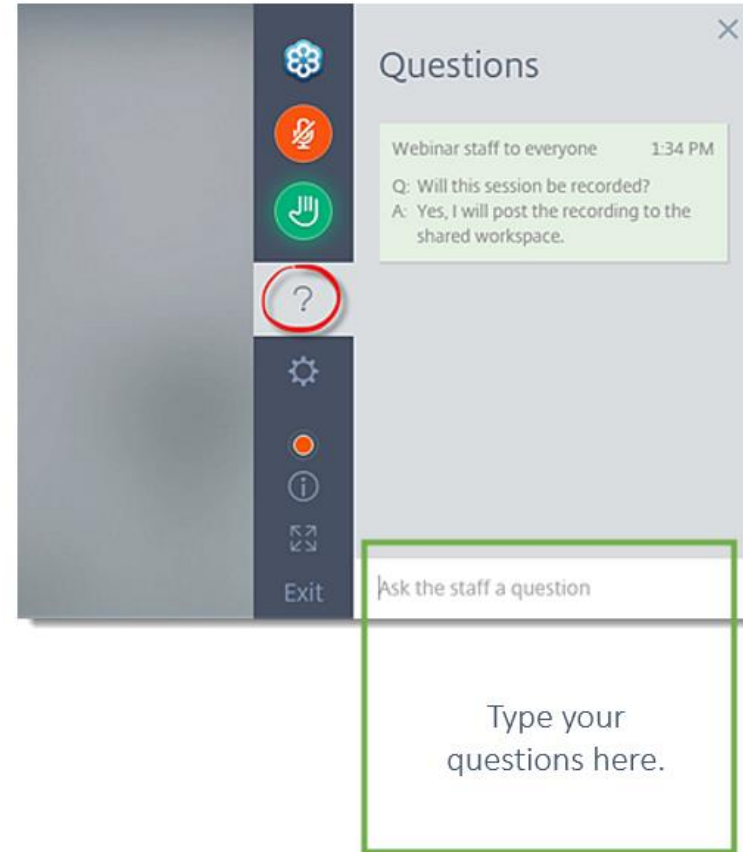 Questions
Webinar staff to everyone 1:34 PM
Q: Will this session be recorded?
A: Yes, I will post the recording to the
shared workspace.
?
Exit
Ask the staff a question
Type your
questions here.